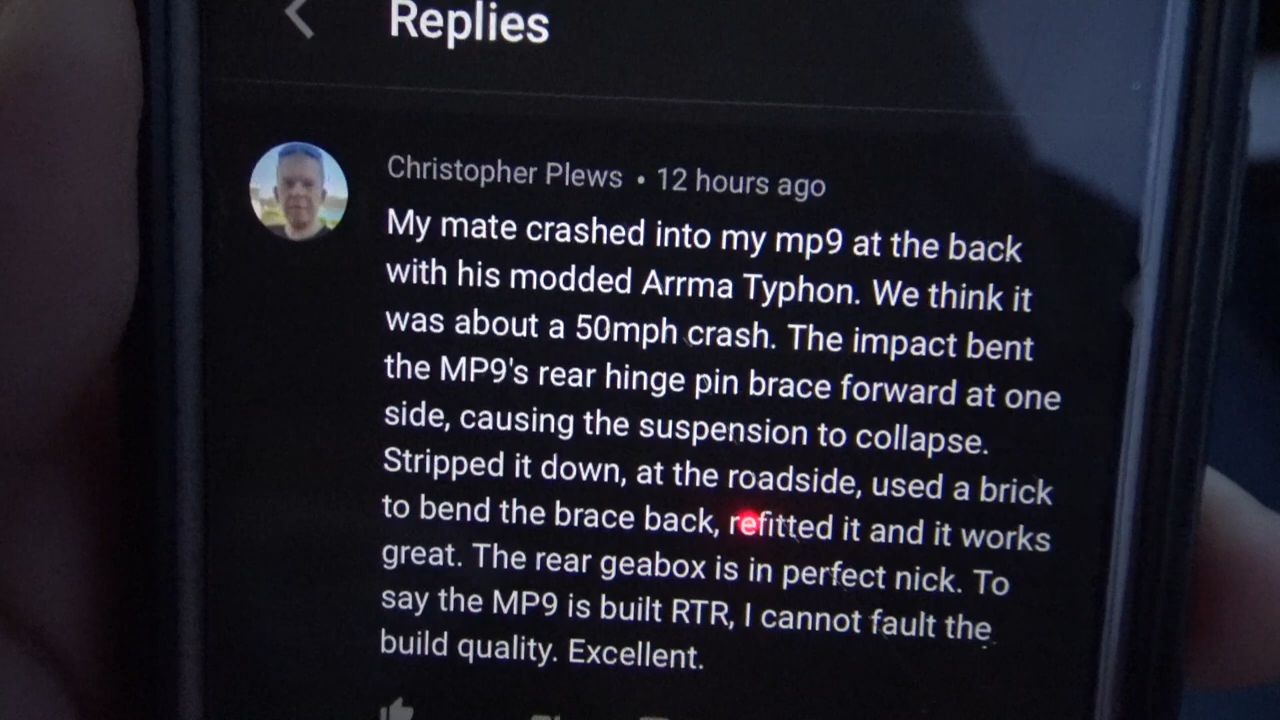 Replies
Christopher Plews • 12 hours ago
My mate crashed into my mp9 at the back
with his modded Arrma Typhon. We think it
was about a 50mph crash. The impact bent
the MP9's rear hinge pin brace forward at one
side, causing the suspension to collapse.
Stripped it down, at the roadside, used a brick
to bend the brace back, refitted it and it works
great. The rear geabox is in perfect nick. To
say the MP9 is built RTR, I cannot fault the
build quality. Excellent.